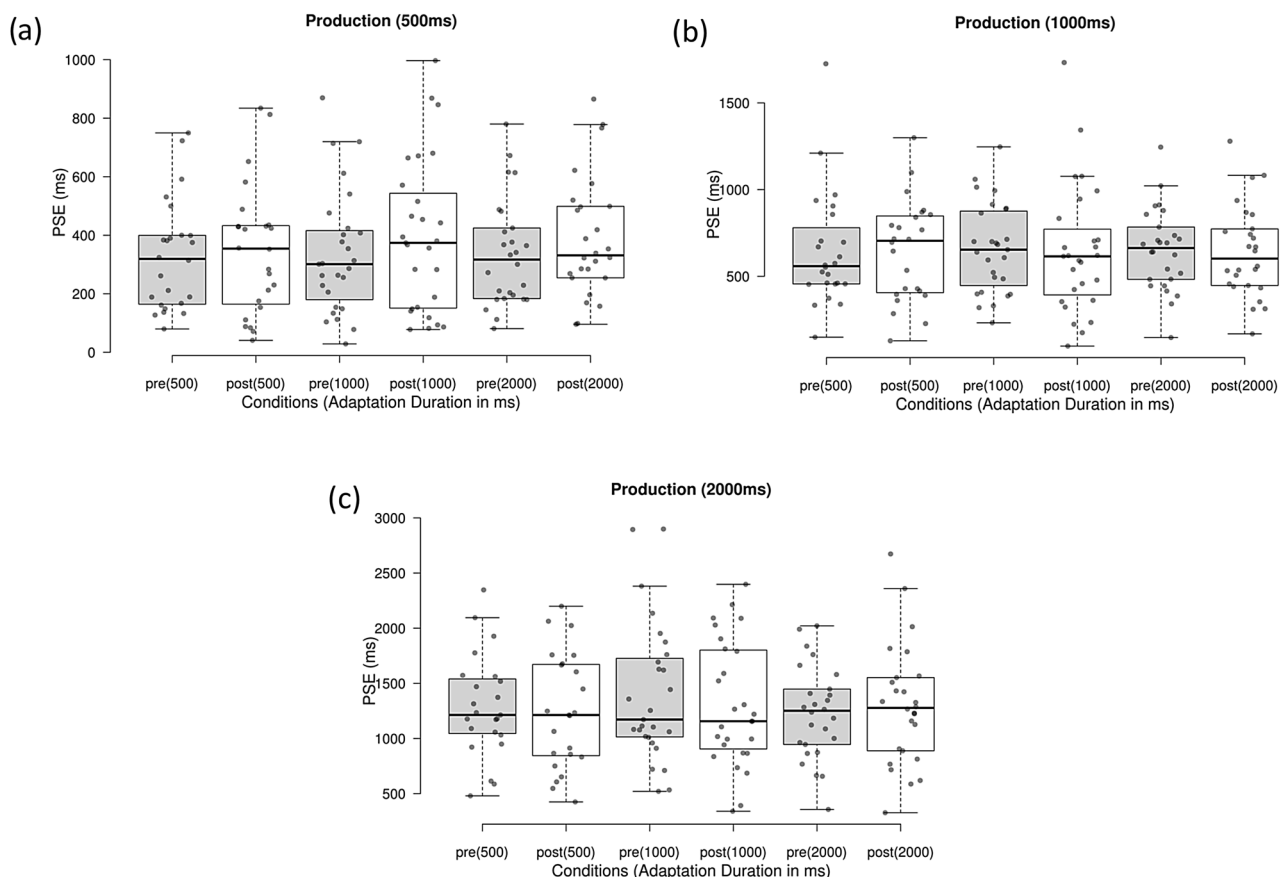 (a)
Production (500ms)
PSE (ms)
1000
800
600
400
200
0
pre(500) post(500) pre(1000) post(1000) pre(2000) post(2000)
Conditions (Adaptation Duration in ms)
(b)
Production (1000ms)
PSE (ms)
1500
1000
500
pre(500) post(500) pre(1000) post(1000) pre(2000) post(2000)
Conditions (Adaptation Duration in ms)
(c)
Production (2000ms)
PSE (ms)
3000
2500
2000
1500
1000
500
pre(500) post(500) pre(1000) post(1000) pre(2000) post(2000)
Conditions (Adaptation Duration in ms)